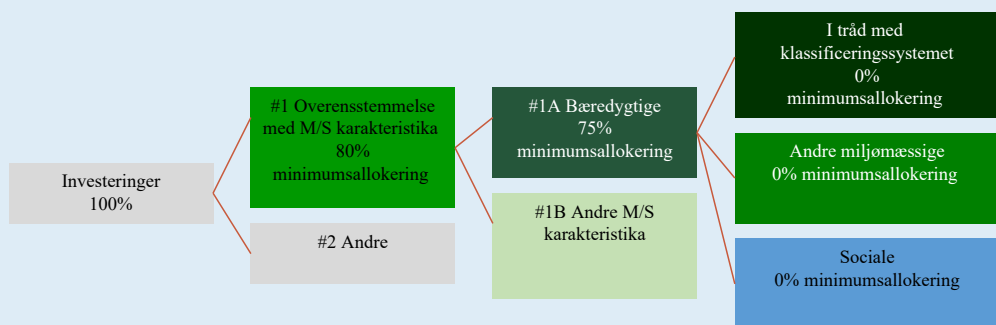 Investeringer
100%
#1 Overensstemmelse
med M/S karakteristika
80%
minimumsallokering
#2 Andre
#1A Bæredygtige
75%
minimumsallokering
#1B Andre M/S
karakteristika
I tråd med
klassificeringssystemet
0%
minimumsallokering
Andre miljømæssige
0% minimumsallokering
Sociale
0% minimumsallokering